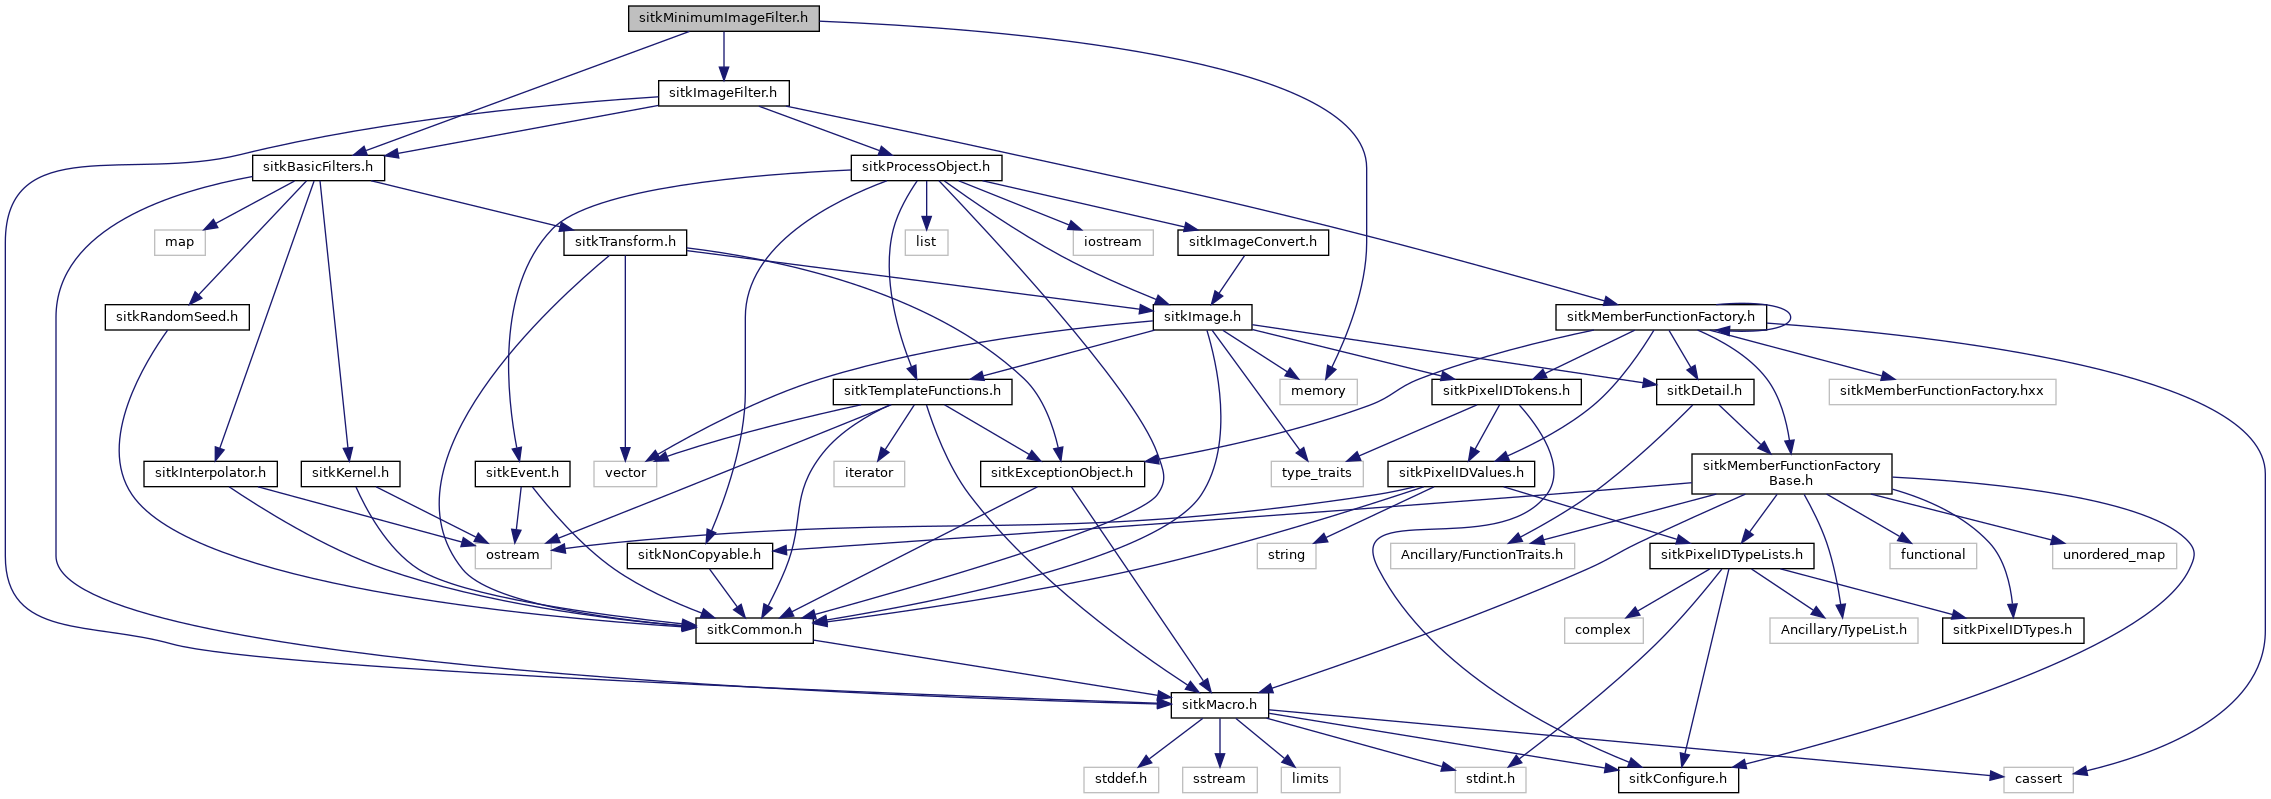 sitkMinimumImageFilter.h
sitkImageFilter.h
sitkBasicFilters.h
sitkProcessObject.h
map
sitkTransform.h
list
iostream
sitkImageConvert.h
sitkRandomSeed.h
sitkImage.h
sitkMemberFunctionFactory.h
sitkTemplateFunctions.h
memory
sitkPixelIDTokens.h
sitkDetail.h
sitkMemberFunctionFactory.hxx
sitkInterpolator.h
sitkKernel.h
sitkEvent.h
vector
iterator
sitkExceptionObject.h
type_traits
sitkPixelIDValues.h
sitkMemberFunctionFactory
Base.h
ostream
sitkNonCopyable.h
string
Ancillary/FunctionTraits.h
sitkPixelIDTypeLists.h
functional
unordered_map
sitkCommon.h
complex
Ancillary/TypeList.h
sitkPixelIDTypes.h
sitkMacro.h
stddef.h
sstream
limits
stdint.h
sitkConfigure.h
cassert